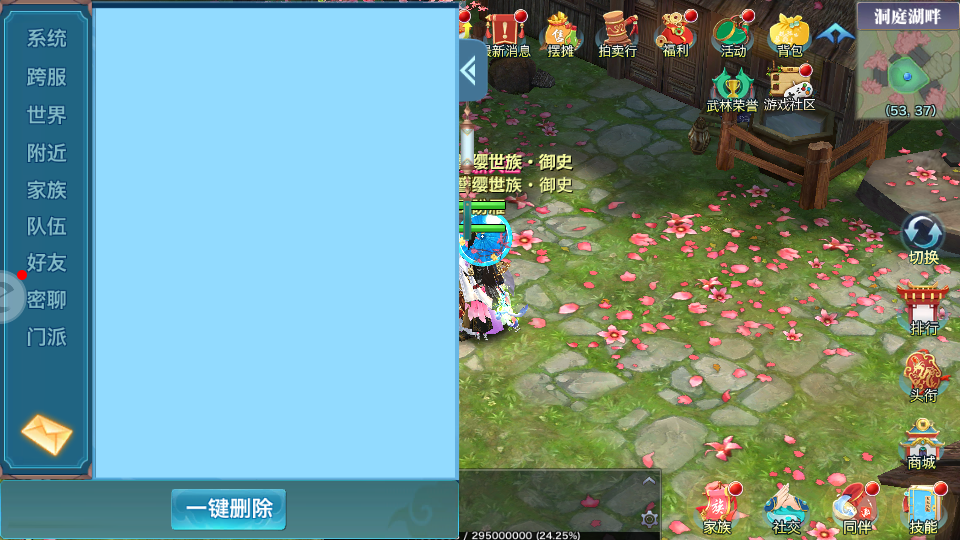 系统
跨服
世界
附近
家族
队伍
好友
密聊
门派
一键删除
最新消息
摆摊
拍卖行
福利
活动
背包
武林荣誉
游戏社区
洞庭湖畔
(53, 37)
缨世族·御史
缨世族·御史
切换
排行
头衔
商城
家族
社交
同伴
技能
/ 295000000 (24.25%)